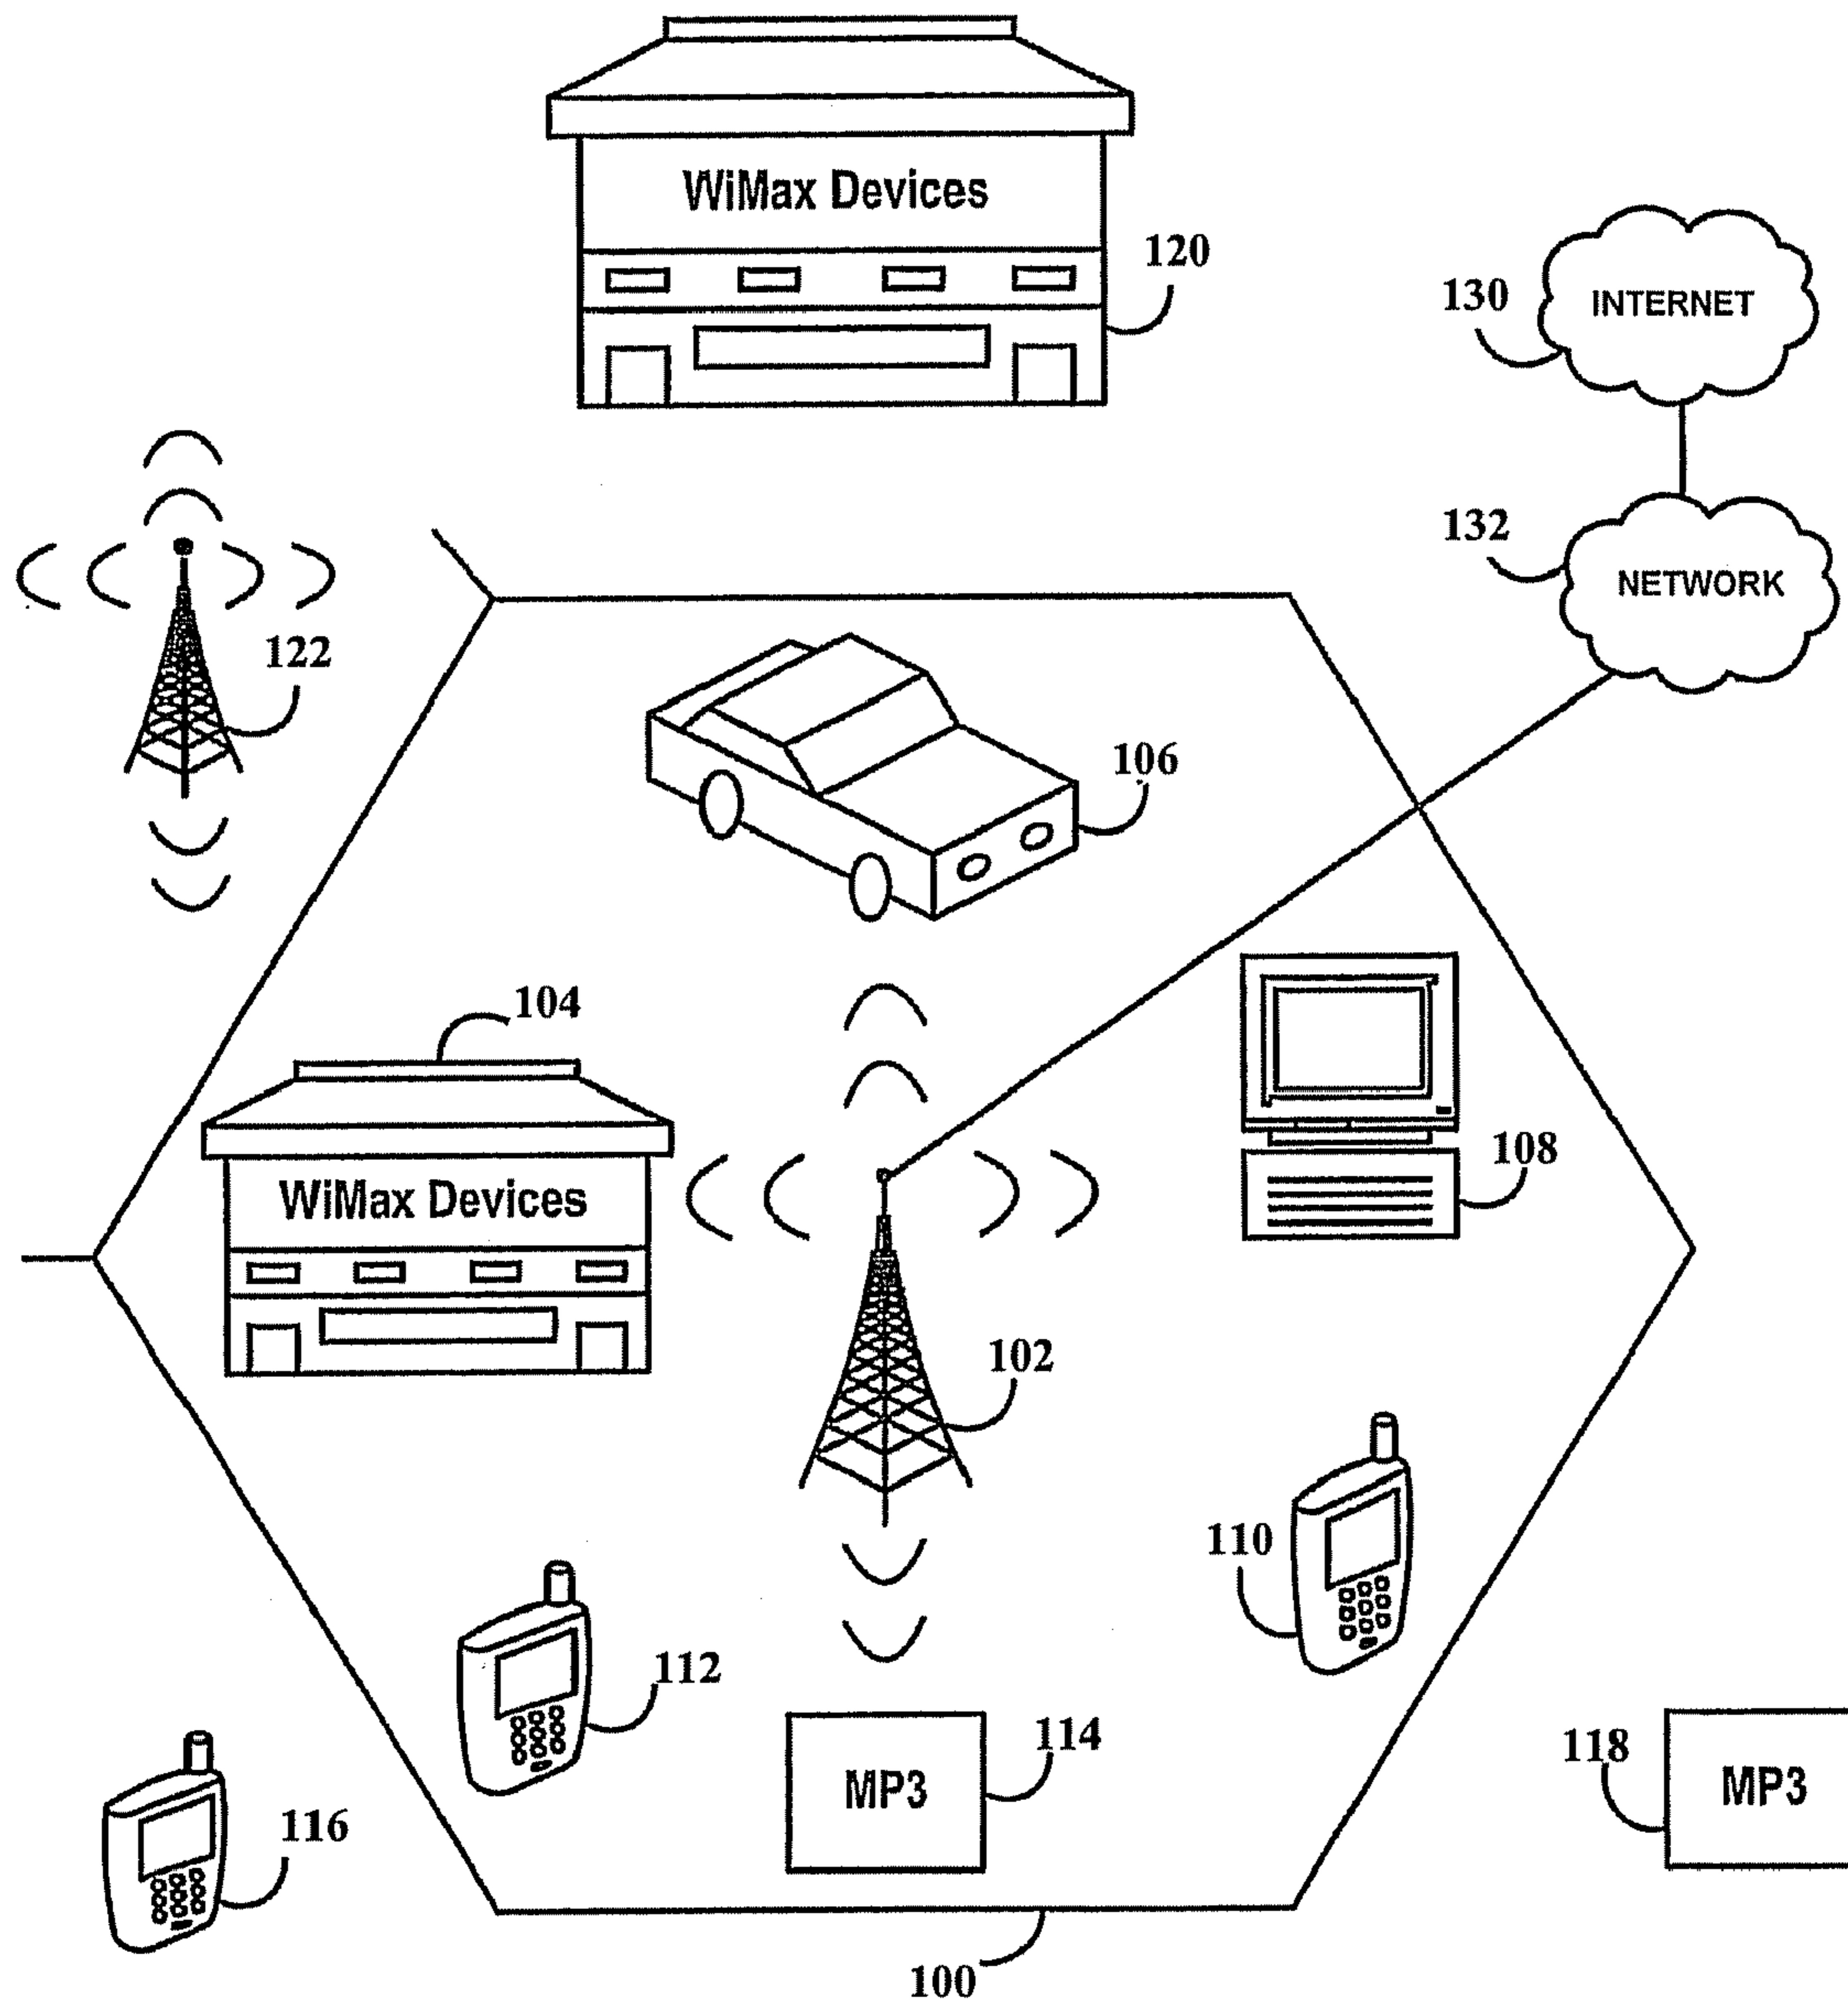 WiMax Devices
120
130
INTERNET
132
NETWORK
122
106
104
WiMax Devices
108
102
110
112
114
MP3
118
MP3
116
100